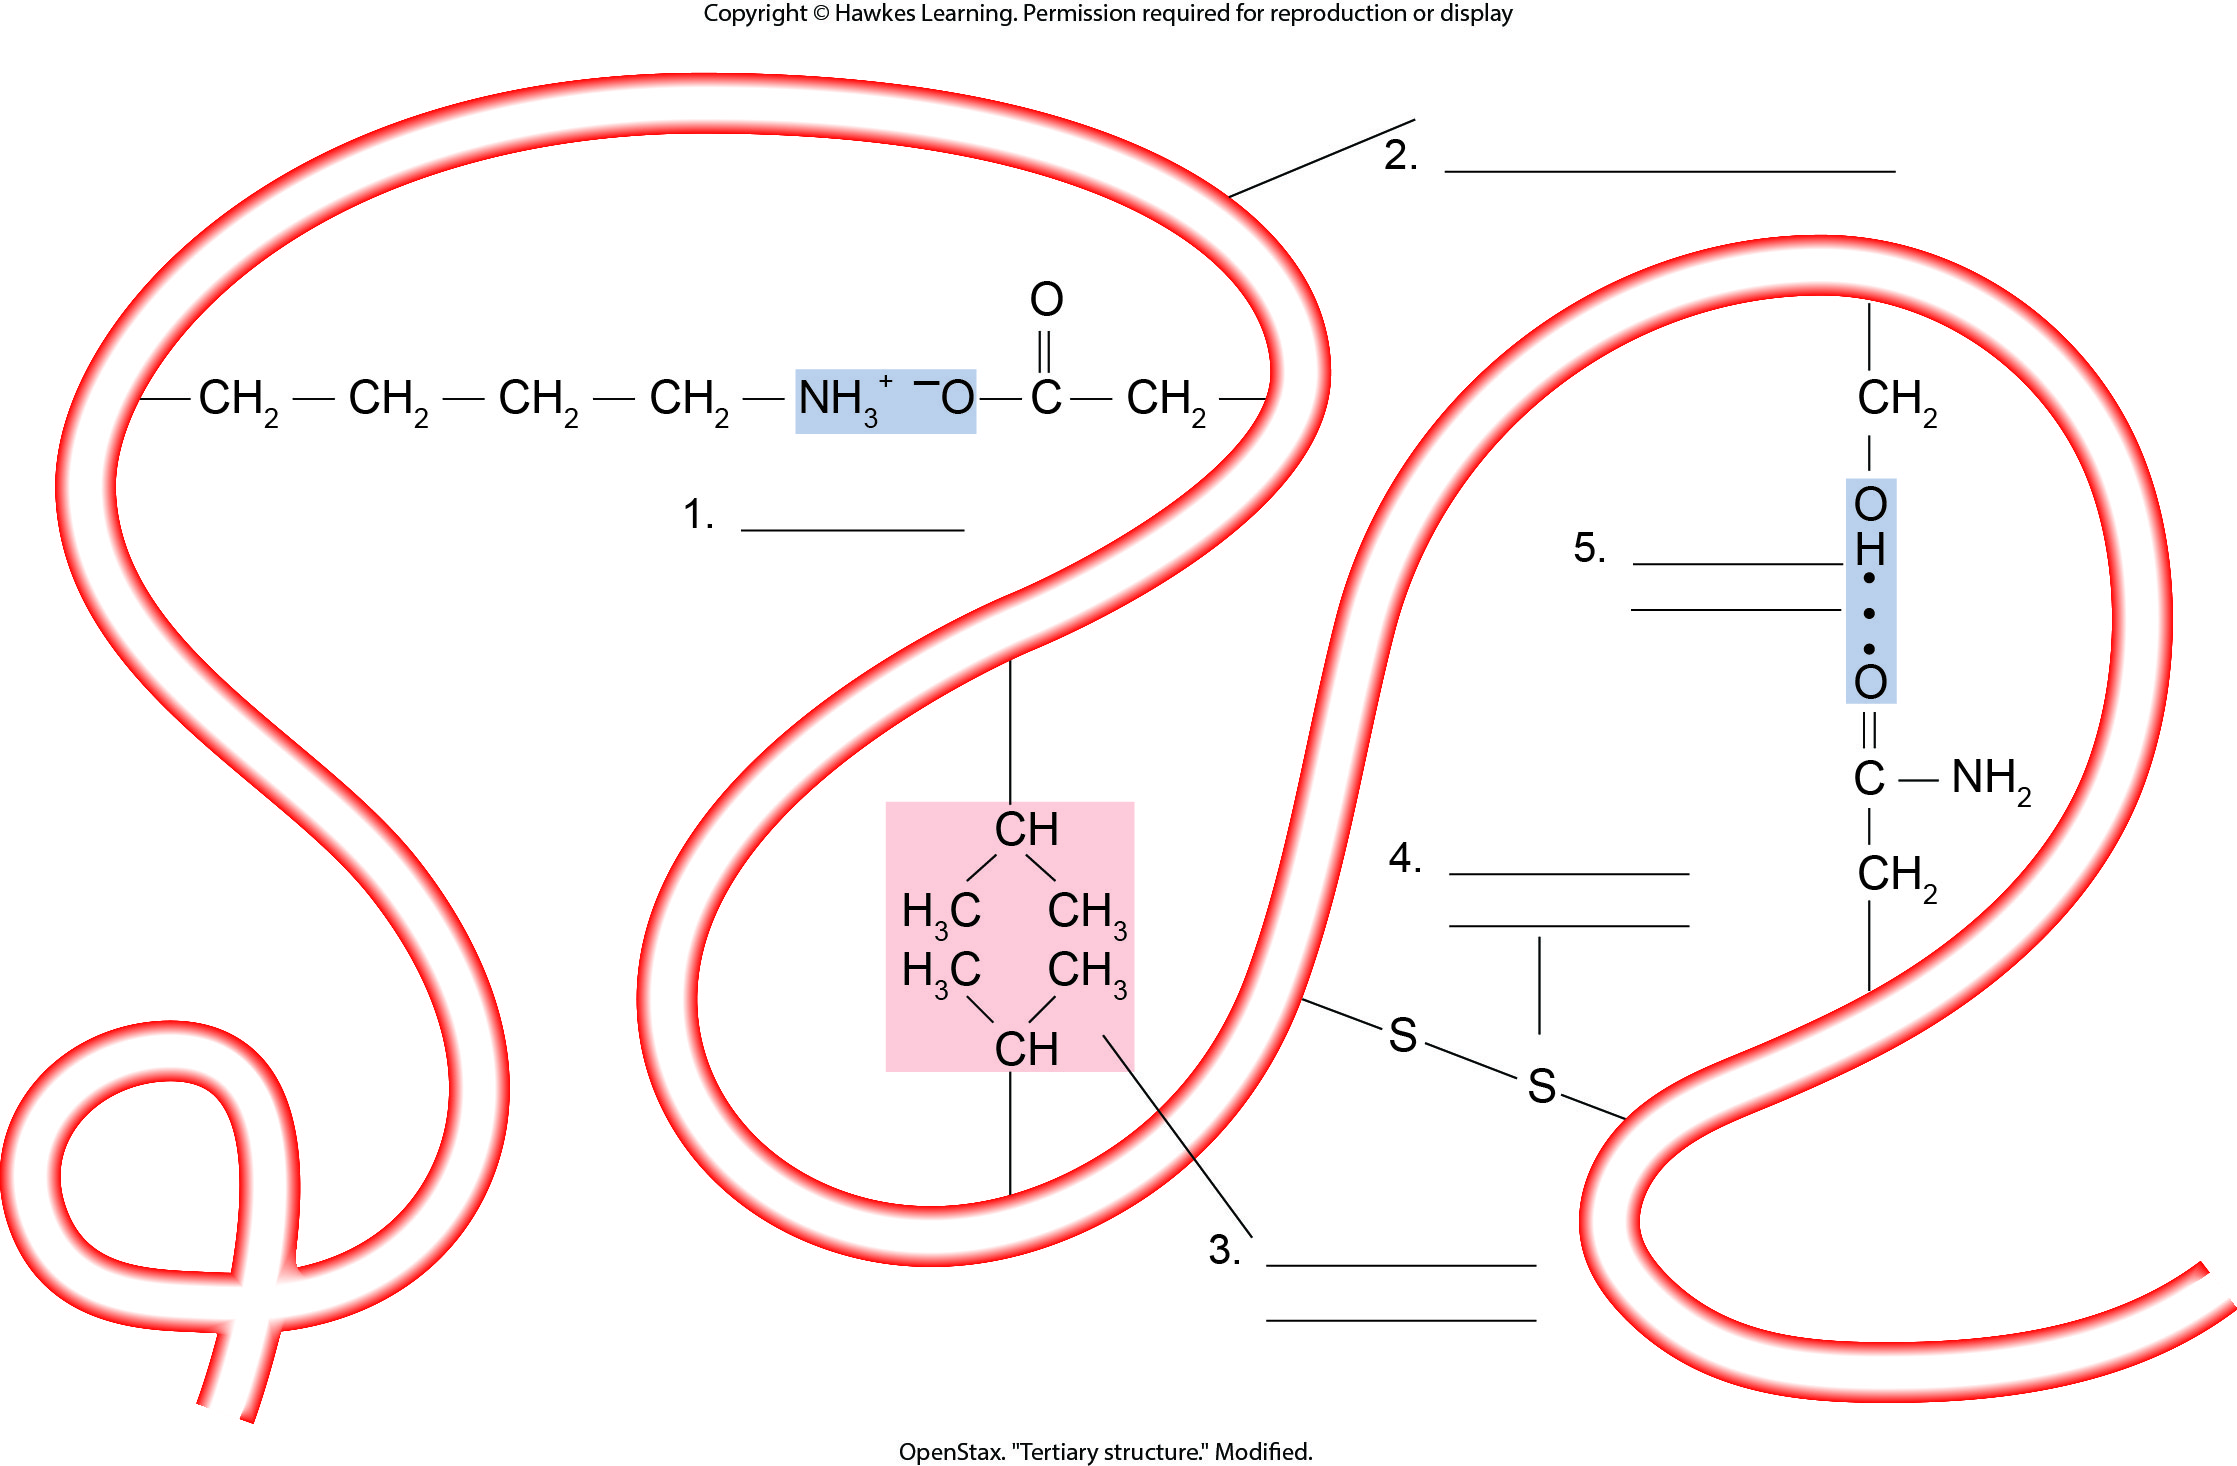 Copyright © Hawkes Learning. Permission required for reproduction or display
2.
O
CH2 CH2 CH2 CH2 NH3+ –O C CH2
1.
CH2
O
H
O
5.
C NH2
CH2
4.
CH
H3C CH3
H3C CH3
CH
S
S
3.
OpenStax. "Tertiary structure." Modified.